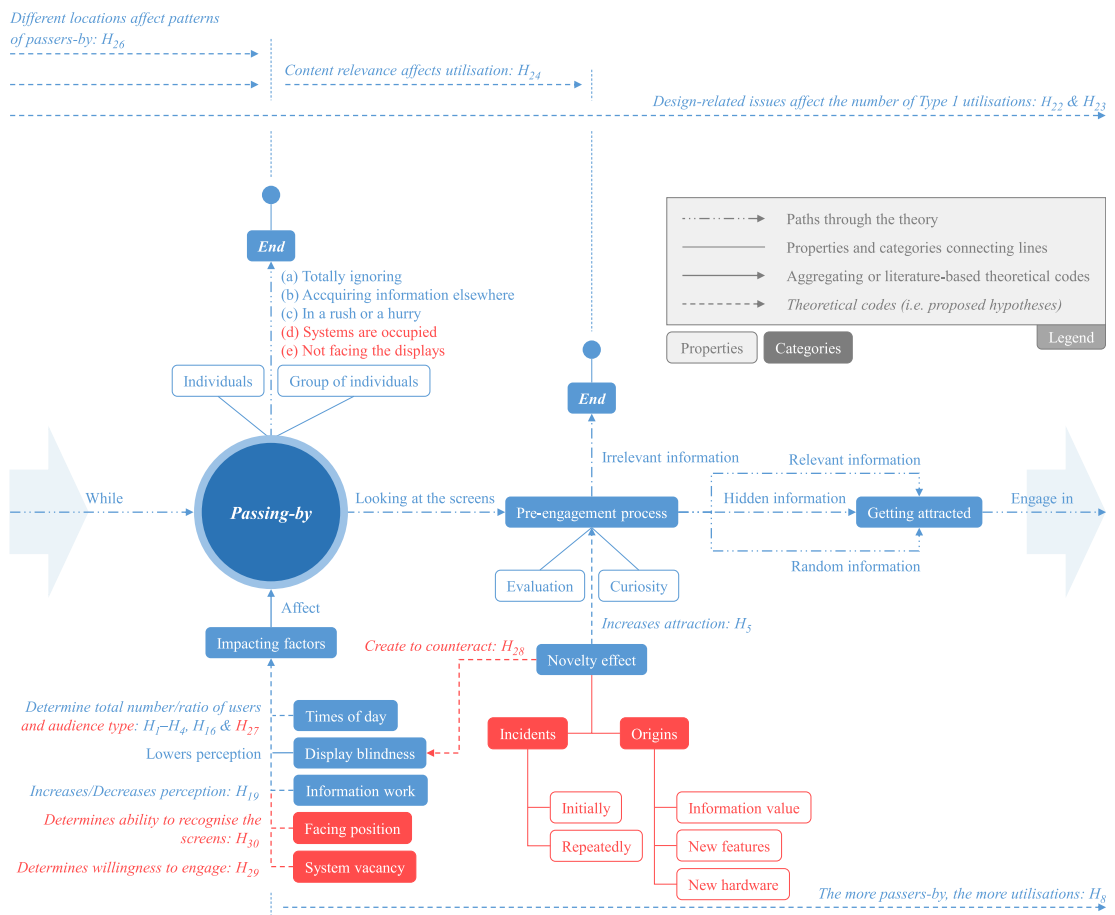 Different locations affect patterns
of passers-by: H26
Content relevance affects utilisation: H24
Design-related issues affect the number of Type 1 utilisations: H22 & H23
End
(a) Totally ignoring
(b) Accquiring information elsewhere
(c) In a rush or a hurry
(d) Systems are occupied
(e) Not facing the displays
Individuals
Group of individuals
Paths through the theory
Properties and categories connecting lines
Aggregating or literature-based theoretical codes
Theoretical codes (i.e. proposed hypotheses)
Legend
Properties
Categories
End
While
Passing-by
Looking at the screens
Pre-engagement process
Irrelevant information
Relevant information
Hidden information
Random information
Getting attracted
Engage in
Evaluation
Curiosity
Affect
Impacting factors
Increases attraction: H5
Create to counteract: H28
Novelty effect
Determine total number/ratio of users
and audience type: H1–H4, H16 & H27
Times of day
Lowers perception
Display blindness
Increases/Decreases perception: H19
Information work
Determines ability to recognise the
screens: H30
Facing position
Determines willingness to engage: H29
System vacancy
Incidents
Origins
Initially
Repeatedly
Information value
New features
New hardware
The more passers-by, the more utilisations: H8